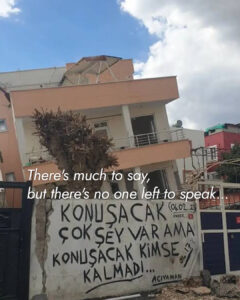 There's much to say,
but there's no one left to speak...
KONUŞACAK
ÇOK
ŞEY VAR AMA
KONUŞACAK KİMSE
KALMADI...
ACIYAMAN